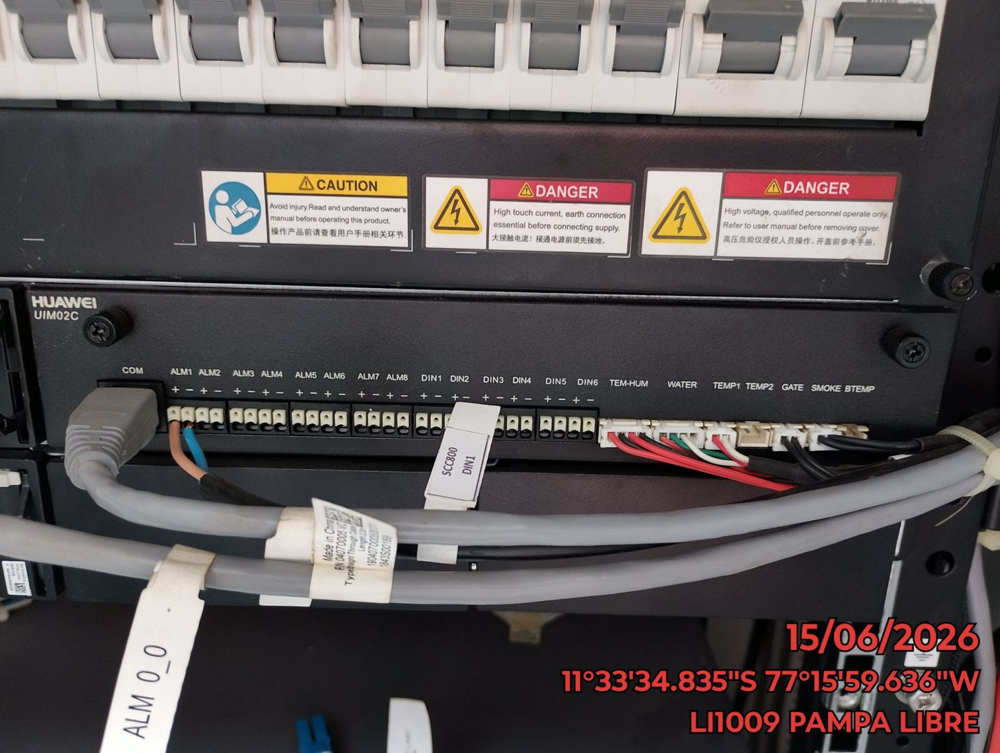 CAUTION
Avoid injury.Read and understand owner's
manual before operating this product.
操作产品前请查看用户手册相关环节.
DANGER
High touch current, earth connection
essential before connecting supply.
大接触电流！接通电源前须先接地。
DANGER
High voltage, qualified personnel operate only.
Refer to user manual before removing cover.
高压危险仅授权人员操作。开盖前参考手册。
HUAWEI
UIM02C
COM ALM1 ALM2 ALM3 ALM4 ALM5 ALM6 ALM7 ALM8 DIN1 DIN2 DIN3 DIN4 DIN5 DIN6 TEM-HUM WATER TEMP1 TEMP2 GATE SMOKE BTEMP
+ − + − + − + − + − + − + − + − + − + − + − + − + − + −
SCC800
DIN1
Made in China
P/N:04070005
Length:2.2m
ALM 0_0
15/06/2026
11°33'34.835"S 77°15'59.636"W
LI1009 PAMPA LIBRE